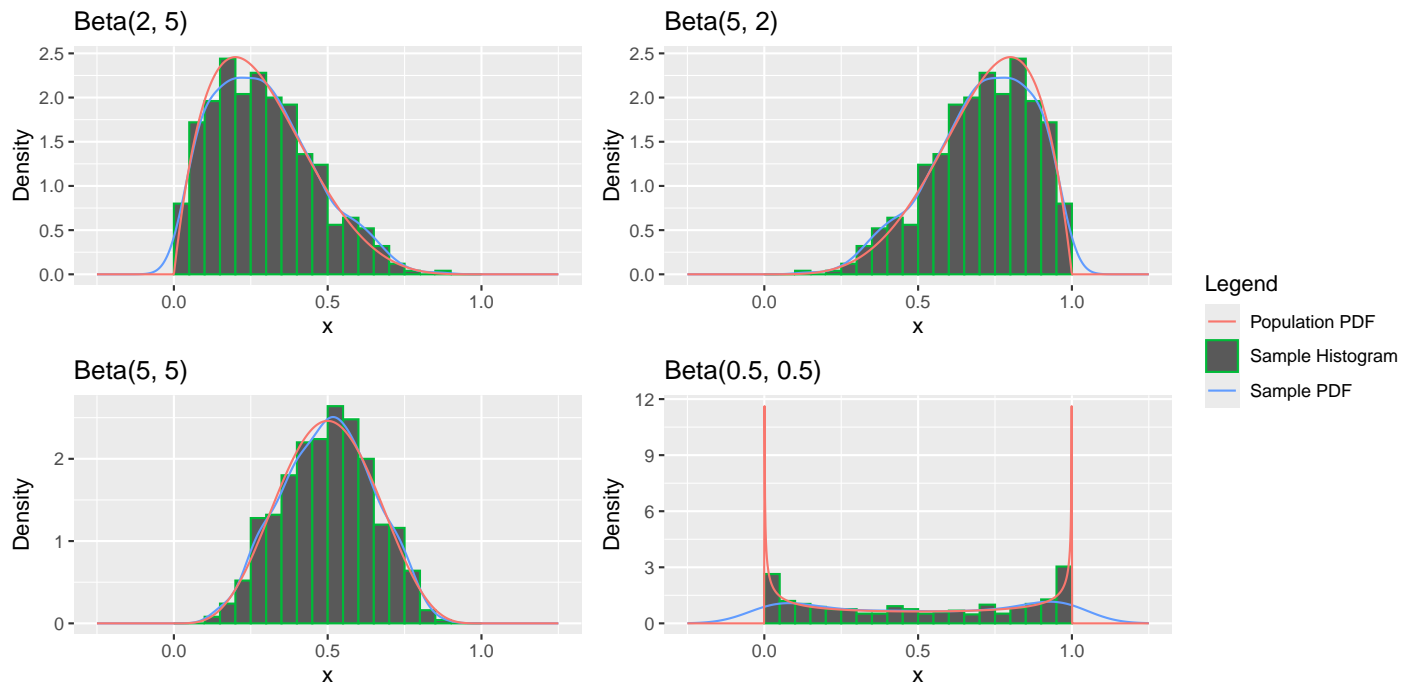 Beta(2, 5)
2.5
2.0
1.5
1.0
0.5
0.0
Density
0.0 0.5 1.0
x
Beta(5, 2)
2.5
2.0
1.5
1.0
0.5
0.0
Density
0.0 0.5 1.0
x
Beta(5, 5)
2
1
0
Density
0.0 0.5 1.0
x
Beta(0.5, 0.5)
12
9
6
3
0
Density
0.0 0.5 1.0
x
Legend
Population PDF
Sample Histogram
Sample PDF